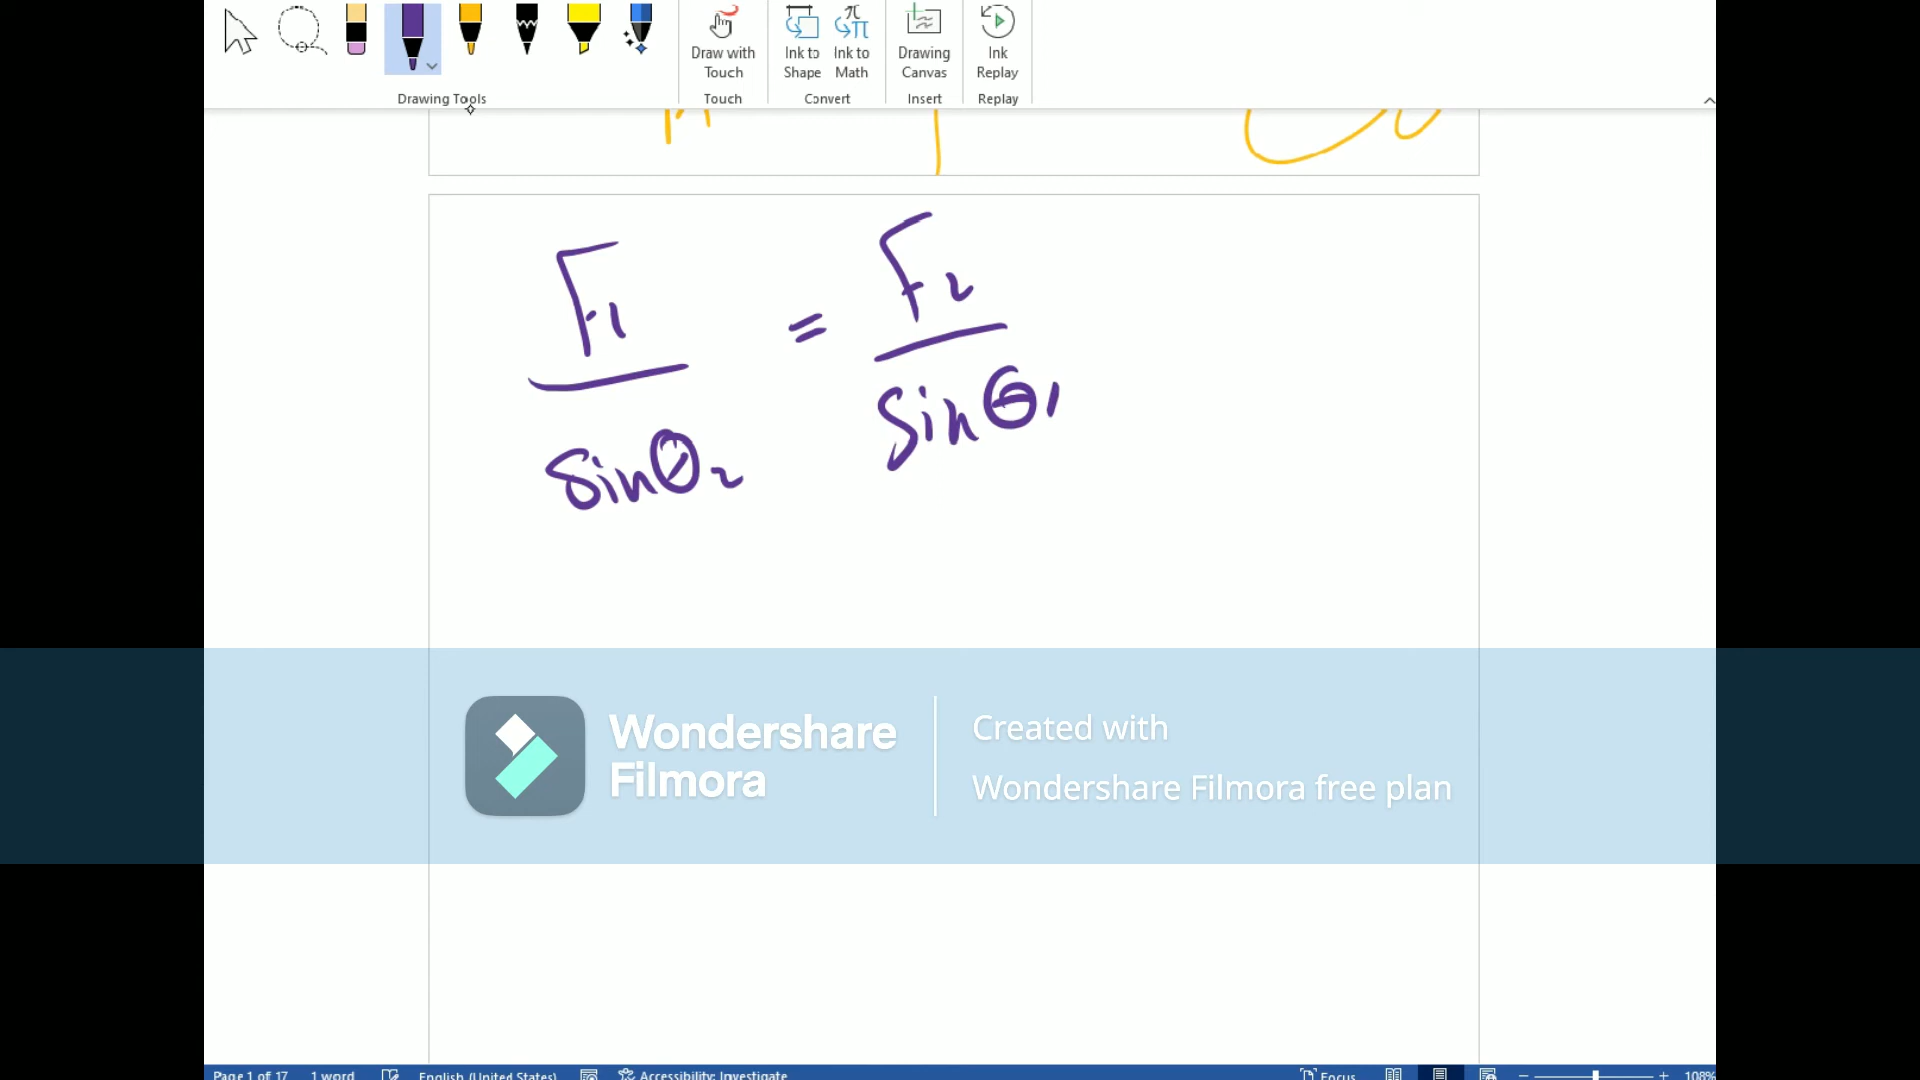 Draw with Touch
Ink to Shape
Ink to Math
Drawing Canvas
Ink Replay
Drawing Tools
Touch
Convert
Insert
Replay
F1 / sinθ2 = F2 / sinθ1
Wondershare Filmora
Created with
Wondershare Filmora free plan
Page 1 of 17 1 word English (United States) Accessibility: Investigate Focus 108%